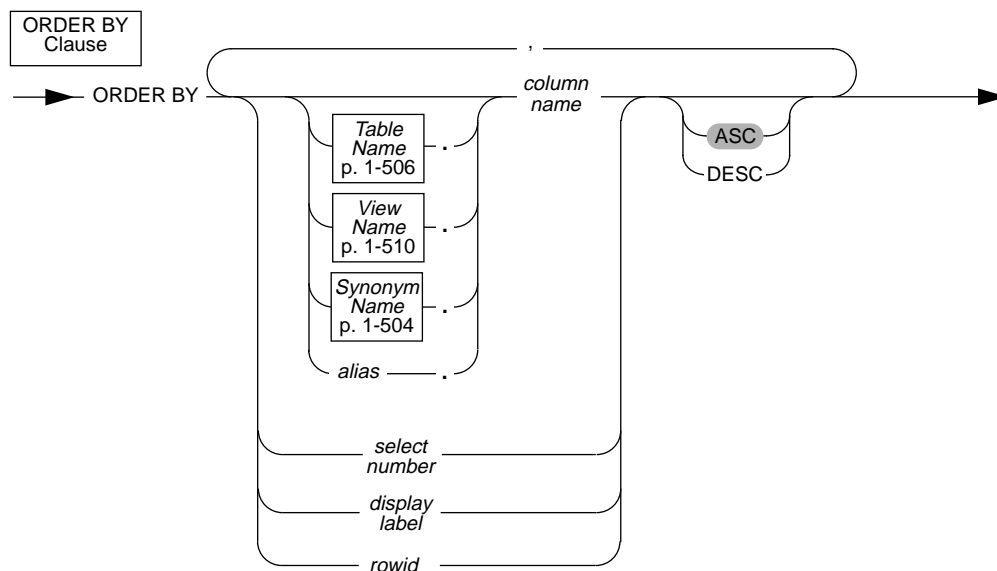 ORDER BY
Clause
,
ORDER BY
column
name
Table
Name
p. 1-506
.
ASC
DESC
View
Name
p. 1-510
.
Synonym
Name
p. 1-504
.
alias
.
select
number
display
label
rowid